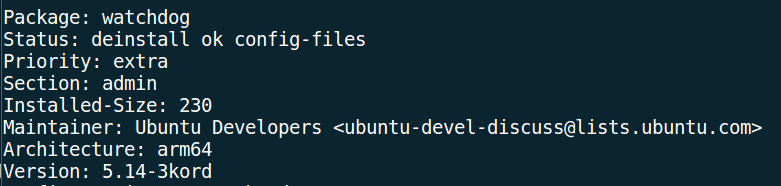 Package: watchdog
Status: deinstall ok config-files
Priority: extra
Section: admin
Installed-Size: 230
Maintainer: Ubuntu Developers <ubuntu-devel-discuss@lists.ubuntu.com>
Architecture: arm64
Version: 5.14-3kord